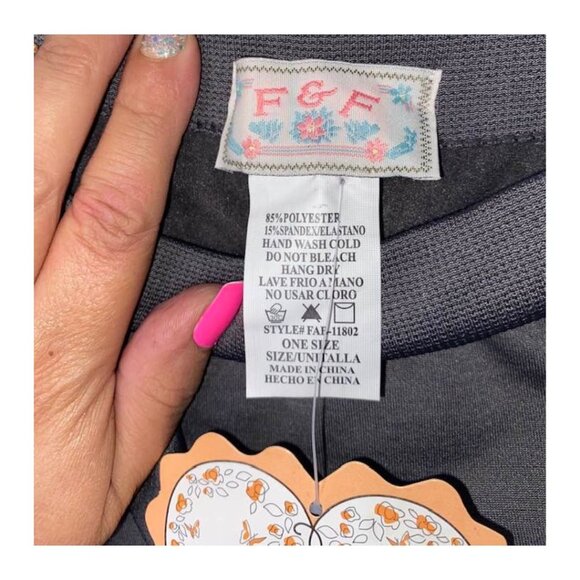 F & F
85%POLYESTER
15%SPANDEX/ELASTANO
HAND WASH COLD
DO NOT BLEACH
HANG DRY
LAVE FRIO A MANO
NO USAR CLORO
STYLE# FAF-11802
ONE SIZE
SIZE/UNITALLA
MADE IN CHINA
HECHO EN CHINA